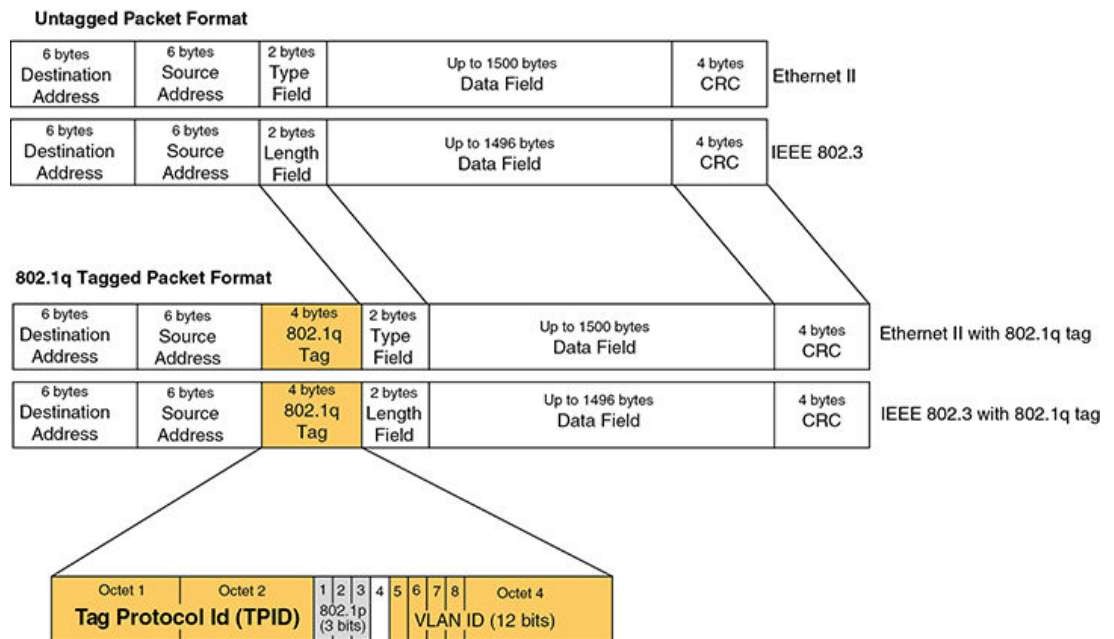 Untagged Packet Format
6 bytes
Destination
Address
6 bytes
Source
Address
2 bytes
Type
Field
Up to 1500 bytes
Data Field
4 bytes
CRC
Ethernet II
6 bytes
Destination
Address
6 bytes
Source
Address
2 bytes
Length
Field
Up to 1496 bytes
Data Field
4 bytes
CRC
IEEE 802.3
802.1q Tagged Packet Format
6 bytes
Destination
Address
6 bytes
Source
Address
4 bytes
802.1q
Tag
2 bytes
Type
Field
Up to 1500 bytes
Data Field
4 bytes
CRC
Ethernet II with 802.1q tag
6 bytes
Destination
Address
6 bytes
Source
Address
4 bytes
802.1q
Tag
2 bytes
Length
Field
Up to 1496 bytes
Data Field
4 bytes
CRC
IEEE 802.3 with 802.1q tag
Octet 1
Octet 2
Tag Protocol Id (TPID)
1 2 3 4 5 6 7 8
802.1p
(3 bits)
Octet 4
VLAN ID (12 bits)